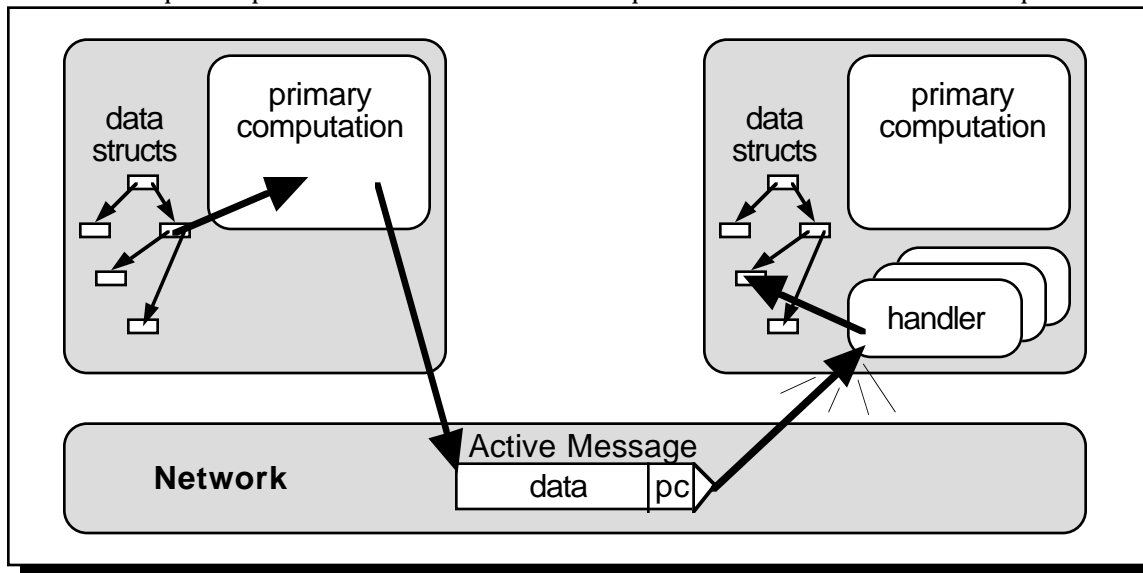 primary
computation
data
structs
primary
computation
data
structs
handler
Active Message
Network
data
pc